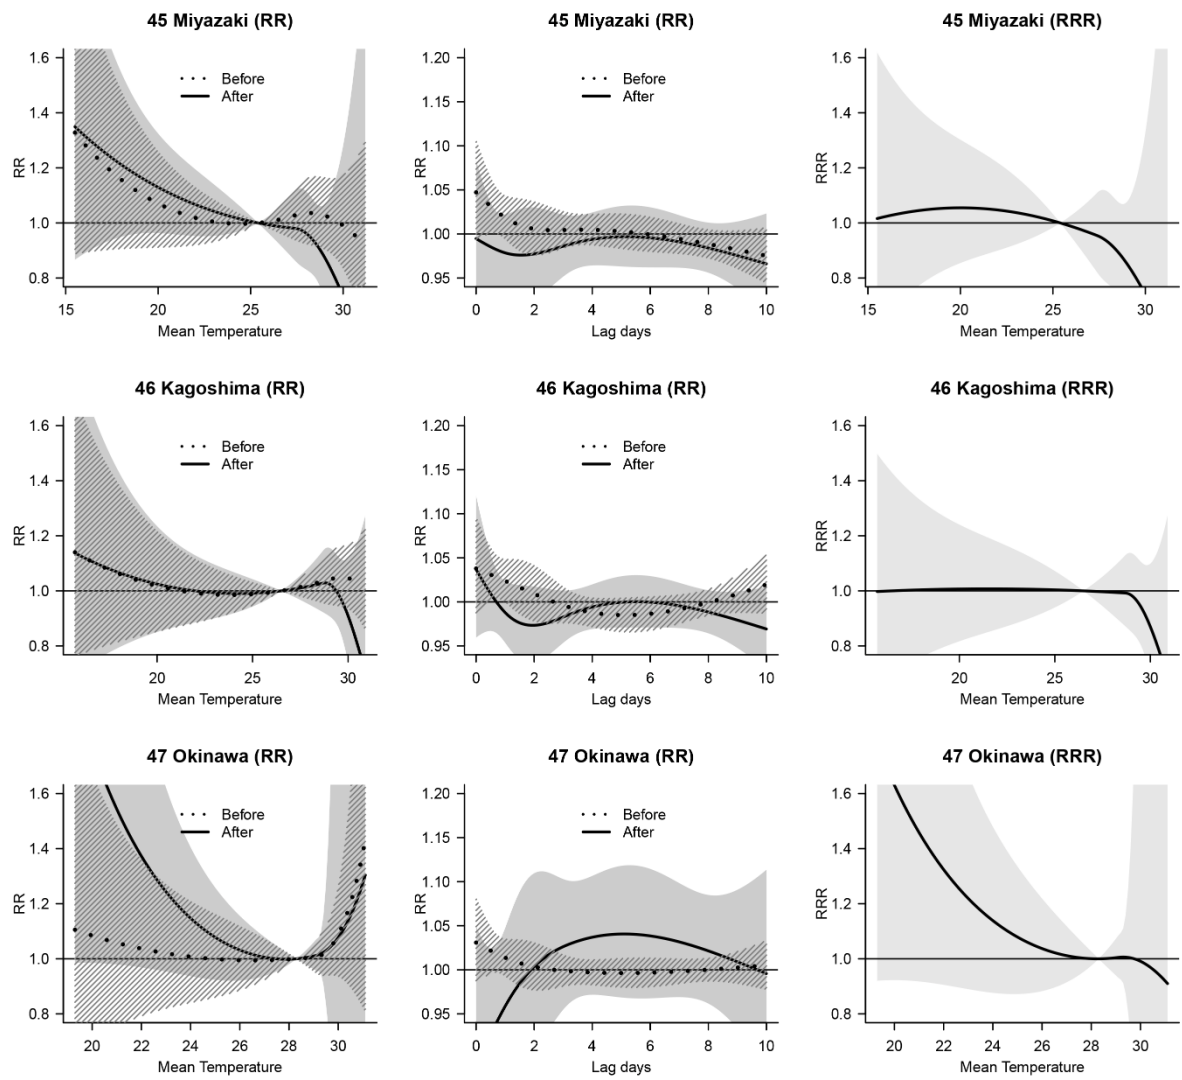 45 Miyazaki (RR)
45 Miyazaki (RR)
45 Miyazaki (RRR)
1.6
1.4
1.2
1.0
0.8
RR
Before
After
15
20
25
30
Mean Temperature
1.20
1.15
1.10
1.05
1.00
0.95
RR
Before
After
0
2
4
6
8
10
Lag days
1.6
1.4
1.2
1.0
0.8
RRR
15
20
25
30
Mean Temperature
46 Kagoshima (RR)
46 Kagoshima (RR)
46 Kagoshima (RRR)
1.6
1.4
1.2
1.0
0.8
RR
Before
After
20
25
30
Mean Temperature
1.20
1.15
1.10
1.05
1.00
0.95
RR
Before
After
0
2
4
6
8
10
Lag days
1.6
1.4
1.2
1.0
0.8
RRR
20
25
30
Mean Temperature
47 Okinawa (RR)
47 Okinawa (RR)
47 Okinawa (RRR)
1.6
1.4
1.2
1.0
0.8
RR
Before
After
20
22
24
26
28
30
Mean Temperature
1.20
1.15
1.10
1.05
1.00
0.95
RR
Before
After
0
2
4
6
8
10
Lag days
1.6
1.4
1.2
1.0
0.8
RRR
20
22
24
26
28
30
Mean Temperature